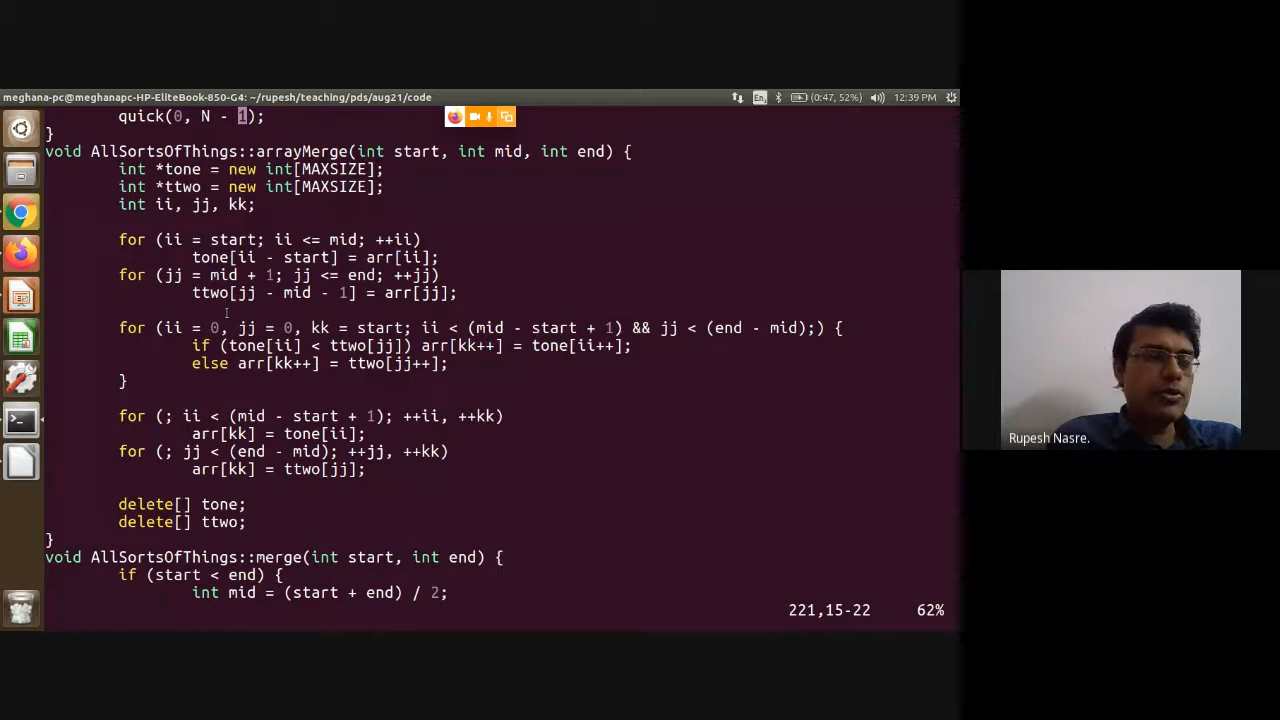 meghana-pc@meghanapc-HP-EliteBook-850-G4: ~/rupesh/teaching/pds/aug21/code
En
(0:47, 52%)
12:39 PM
quick(0, N - 1);
}
void AllSortsOfThings::arrayMerge(int start, int mid, int end) {
int *tone = new int[MAXSIZE];
int *ttwo = new int[MAXSIZE];
int ii, jj, kk;
for (ii = start; ii <= mid; ++ii)
tone[ii - start] = arr[ii];
for (jj = mid + 1; jj <= end; ++jj)
ttwo[jj - mid - 1] = arr[jj];
for (ii = 0, jj = 0, kk = start; ii < (mid - start + 1) && jj < (end - mid);) {
if (tone[ii] < ttwo[jj]) arr[kk++] = tone[ii++];
else arr[kk++] = ttwo[jj++];
}
for (; ii < (mid - start + 1); ++ii, ++kk)
arr[kk] = tone[ii];
for (; jj < (end - mid); ++jj, ++kk)
arr[kk] = ttwo[jj];
delete[] tone;
delete[] ttwo;
}
void AllSortsOfThings::merge(int start, int end) {
if (start < end) {
int mid = (start + end) / 2;
221,15-22 62%
Rupesh Nasre.